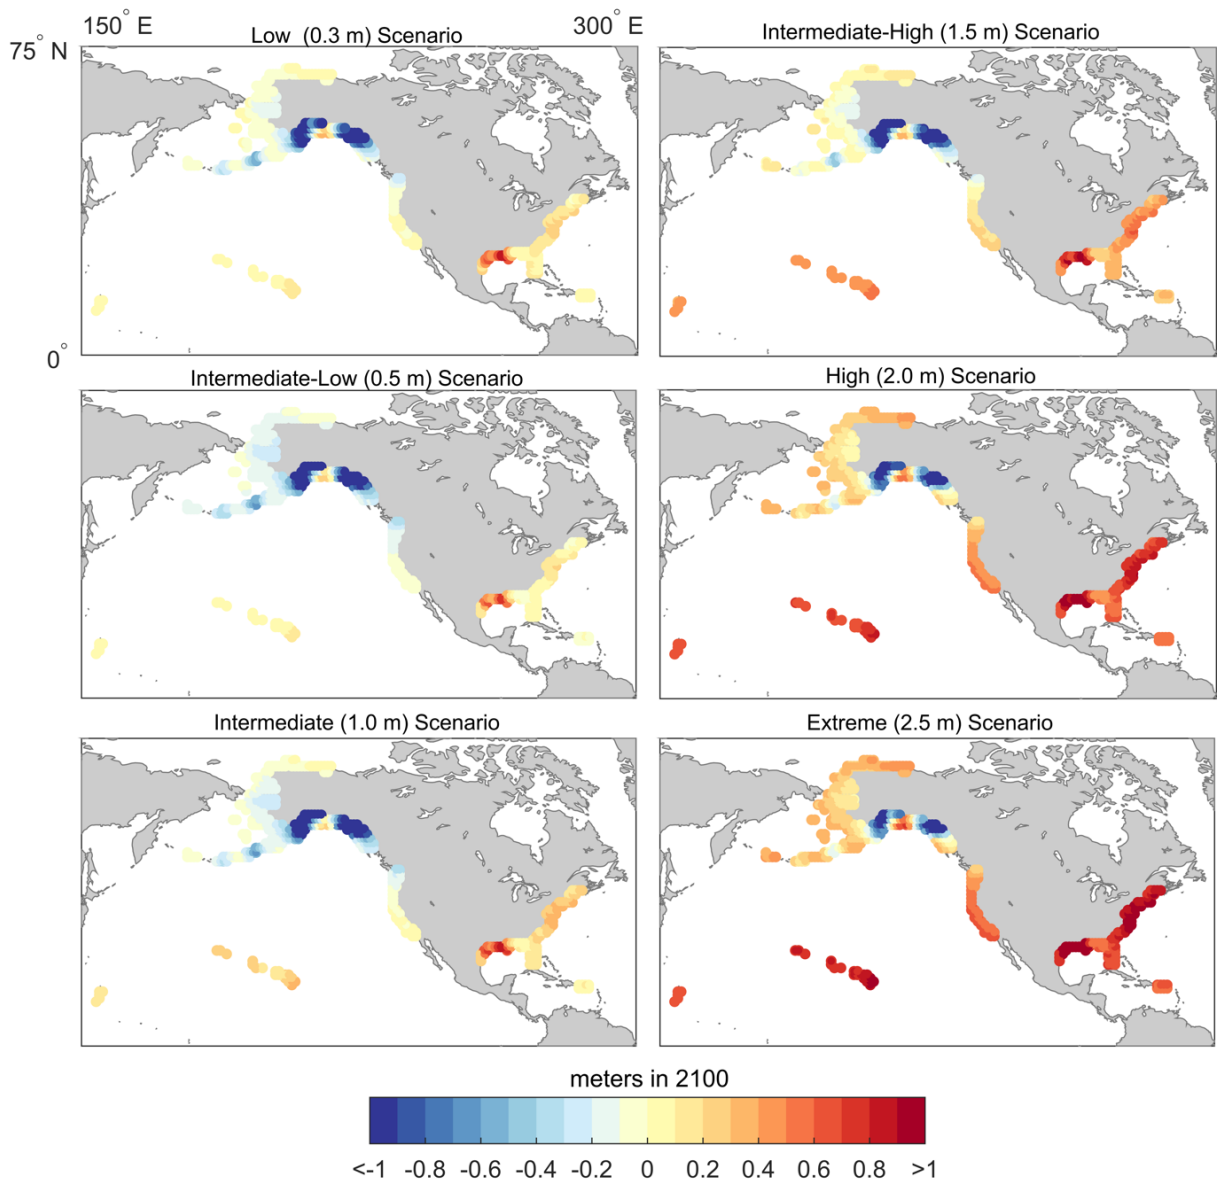 150° E
300° E
75° N
Low (0.3 m) Scenario
Intermediate-High (1.5 m) Scenario
0°
Intermediate-Low (0.5 m) Scenario
High (2.0 m) Scenario
Intermediate (1.0 m) Scenario
Extreme (2.5 m) Scenario
meters in 2100
<-1 -0.8 -0.6 -0.4 -0.2 0 0.2 0.4 0.6 0.8 >1